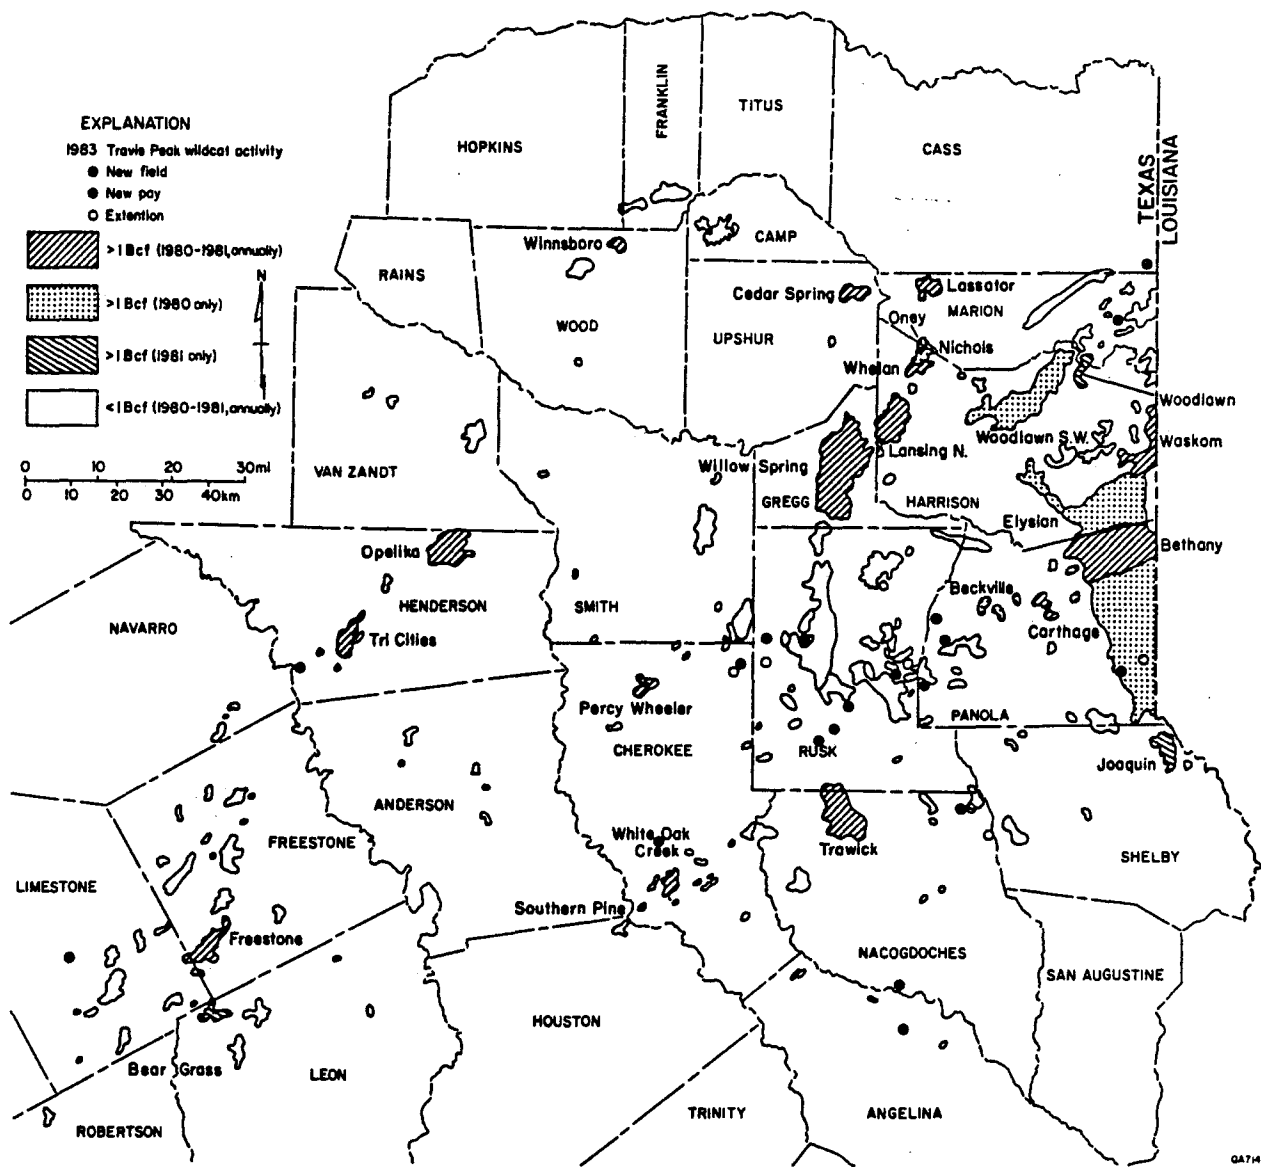 EXPLANATION
1983 Travis Peak wildcat activity
New field
New pay
Extention
>1 Bcf (1980-1981, annually)
>1 Bcf (1980 only)
>1 Bcf (1981 only)
<1 Bcf (1980-1981, annually)
N
0 10 20 30mi
0 10 20 40km
HOPKINS
FRANKLIN
TITUS
CASS
TEXAS
LOUISIANA
CAMP
Winnsboro
RAINS
WOOD
Cedar Spring
Lassator
MARION
UPSHUR
Oney
Nichols
Whelan
Woodlawn
Woodlawn S.W.
Waskom
Lansing N.
VAN ZANDT
Willow Spring
GREGG
HARRISON
Elysian
Bethany
Opelika
Beckville
HENDERSON
SMITH
NAVARRO
Tri Cities
Carthage
Percy Wheeler
PANOLA
CHEROKEE
RUSK
Joaquin
ANDERSON
White Oak
Creek
FREESTONE
Trawick
SHELBY
LIMESTONE
Southern Pine
Freestone
NACOGDOCHES
SAN AUGUSTINE
HOUSTON
Bear Grass
LEON
TRINITY
ANGELINA
ROBERTSON
QA714